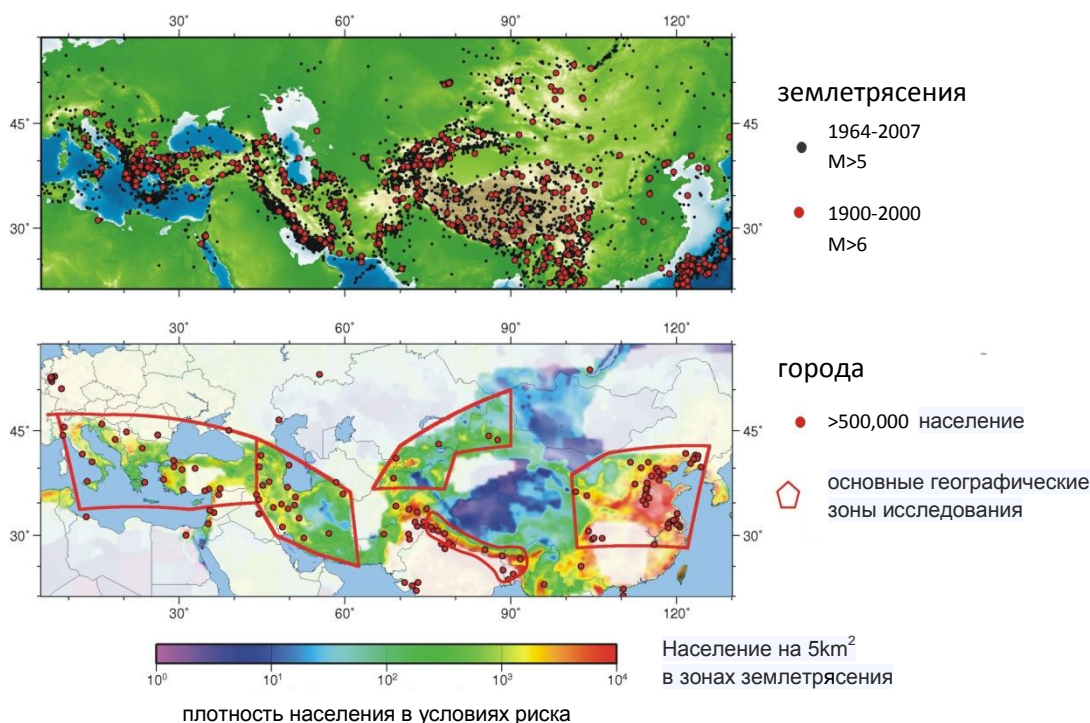 30° 60° 90° 120°
45°
30°
землетрясения
1964-2007
M>5
1900-2000
M>6
30° 60° 90° 120°
45° 45°
30° 30°
30° 60° 90° 120°
города
>500,000 население
основные географические
зоны исследования
10⁰ 10¹ 10² 10³ 10⁴
Население на 5km²
в зонах землетрясения
плотность населения в условиях риска